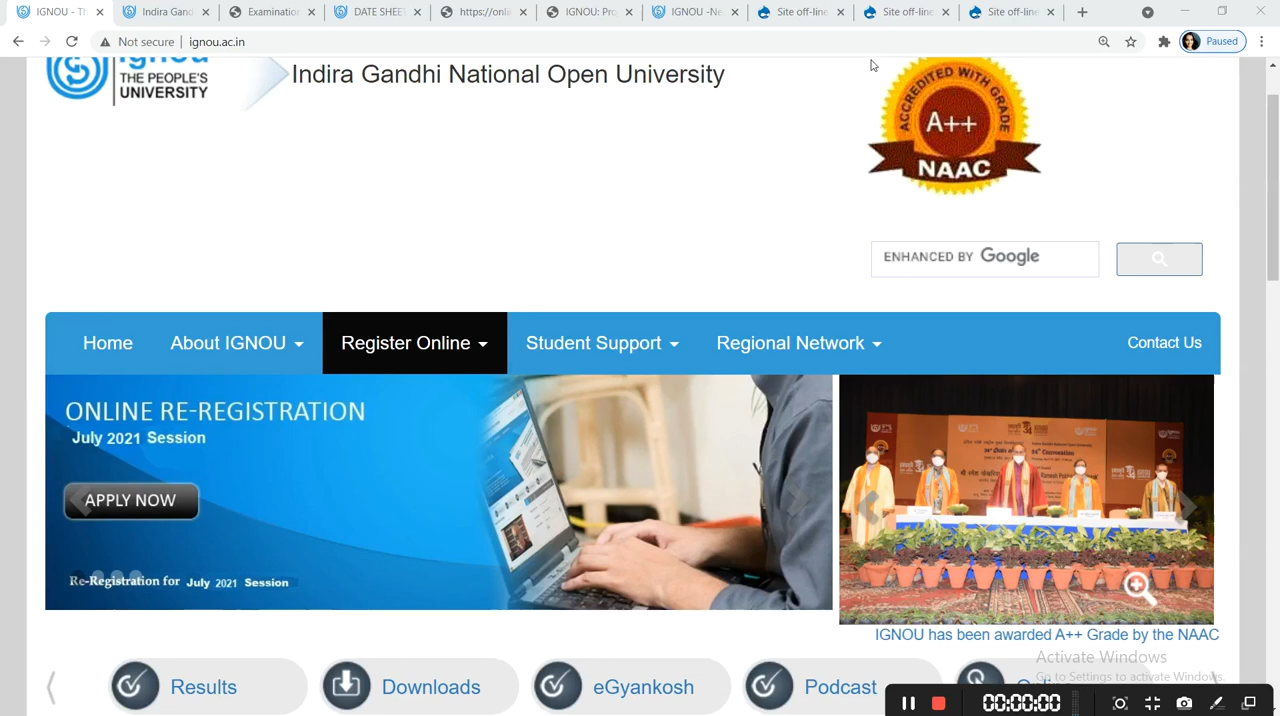 IGNOU - Th
Indira Gand
Examination
DATE SHEE
https://onli
IGNOU: Pro
IGNOU -Ne
Site off-line
Site off-line
Site off-line
Not secure | ignou.ac.in
Paused
ignou
THE PEOPLE'S
UNIVERSITY
Indira Gandhi National Open University
ACCREDITED WITH GRADE
A++
NAAC
ENHANCED BY Google
Home
About IGNOU
Register Online
Student Support
Regional Network
Contact Us
ONLINE RE-REGISTRATION
July 2021 Session
APPLY NOW
Re-Registration for July 2021 Session
IGNOU has been awarded A++ Grade by the NAAC
Activate Windows
Go to Settings to activate Windows.
Results
Downloads
eGyankosh
Podcast
00:00:00